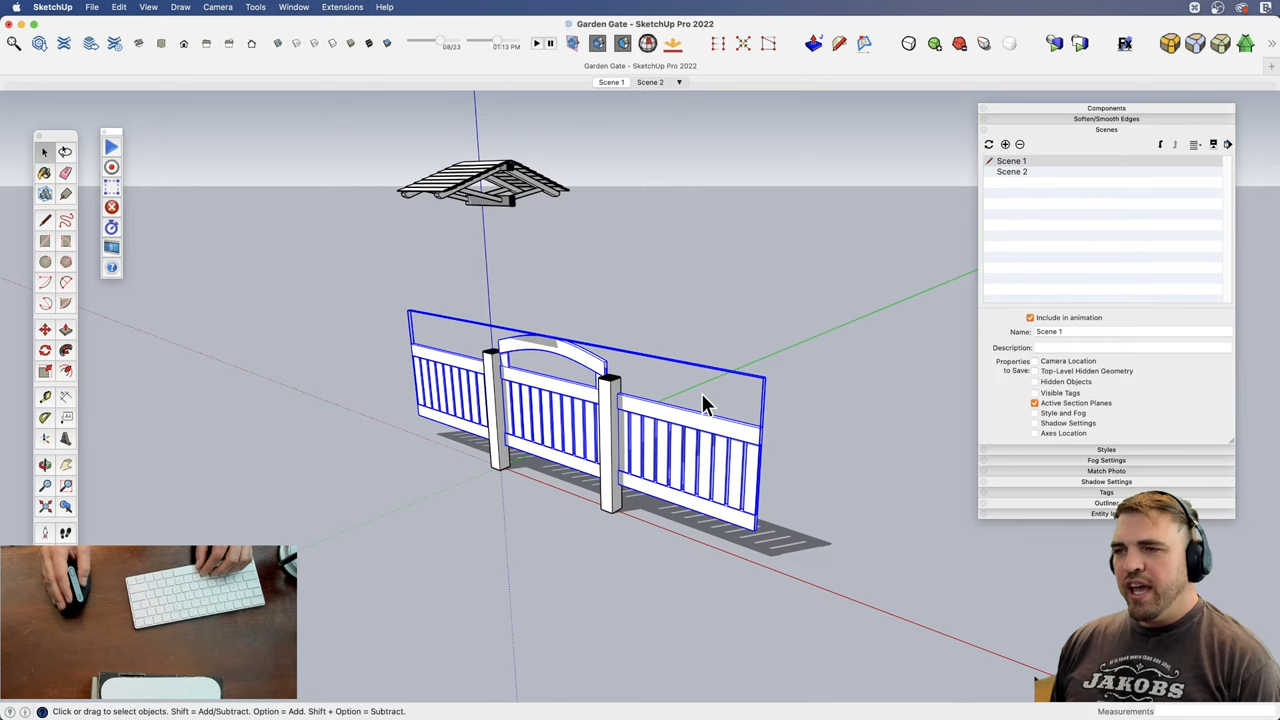 SketchUp File Edit View Draw Camera Tools Window Extensions Help
Garden Gate - SketchUp Pro 2022
08/23 01:13 PM
Garden Gate - SketchUp Pro 2022
Scene 1 Scene 2
Components
Soften/Smooth Edges
Scenes
Scene 1
Scene 2
Include in animation
Name: Scene 1
Description:
Properties to Save:
Camera Location
Top-Level Hidden Geometry
Hidden Objects
Visible Tags
Active Section Planes
Style and Fog
Shadow Settings
Axes Location
Styles
Fog Settings
Match Photo
Shadow Settings
Tags
Outliner
JAKOBS
Click or drag to select objects. Shift = Add/Subtract. Option = Add. Shift + Option = Subtract.
Measurements